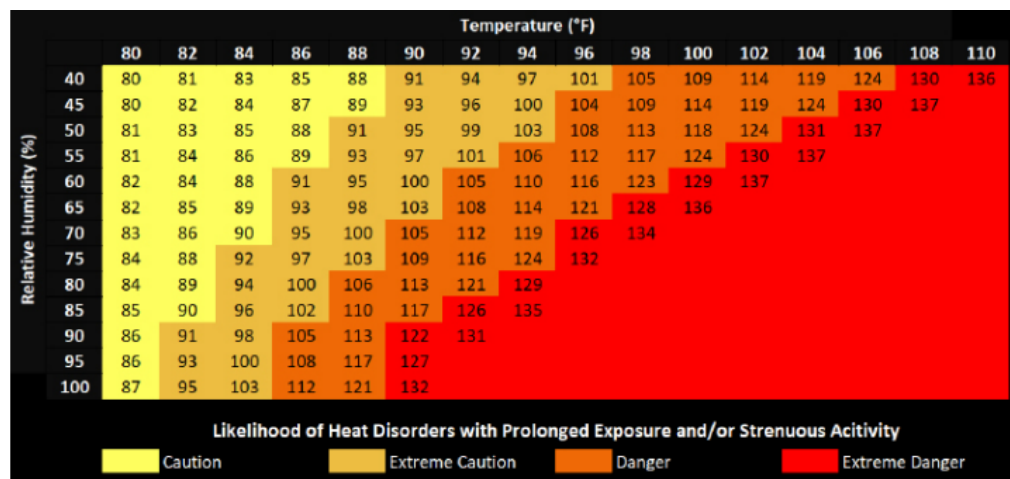 Temperature (°F)
80 82 84 86 88 90 92 94 96 98 100 102 104 106 108 110
Relative Humidity (%)
40 80 81 83 85 88 91 94 97 101 105 109 114 119 124 130 136
45 80 82 84 87 89 93 96 100 104 109 114 119 124 130 137
50 81 83 85 88 91 95 99 103 108 113 118 124 131 137
55 81 84 86 89 93 97 101 106 112 117 124 130 137
60 82 84 88 91 95 100 105 110 116 123 129 137
65 82 85 89 93 98 103 108 114 121 128 136
70 83 86 90 95 100 105 112 119 126 134
75 84 88 92 97 103 109 116 124 132
80 84 89 94 100 106 113 121 129
85 85 90 96 102 110 117 126 135
90 86 91 98 105 113 122 131
95 86 93 100 108 117 127
100 87 95 103 112 121 132
Likelihood of Heat Disorders with Prolonged Exposure and/or Strenuous Acitivity
Caution Extreme Caution Danger Extreme Danger